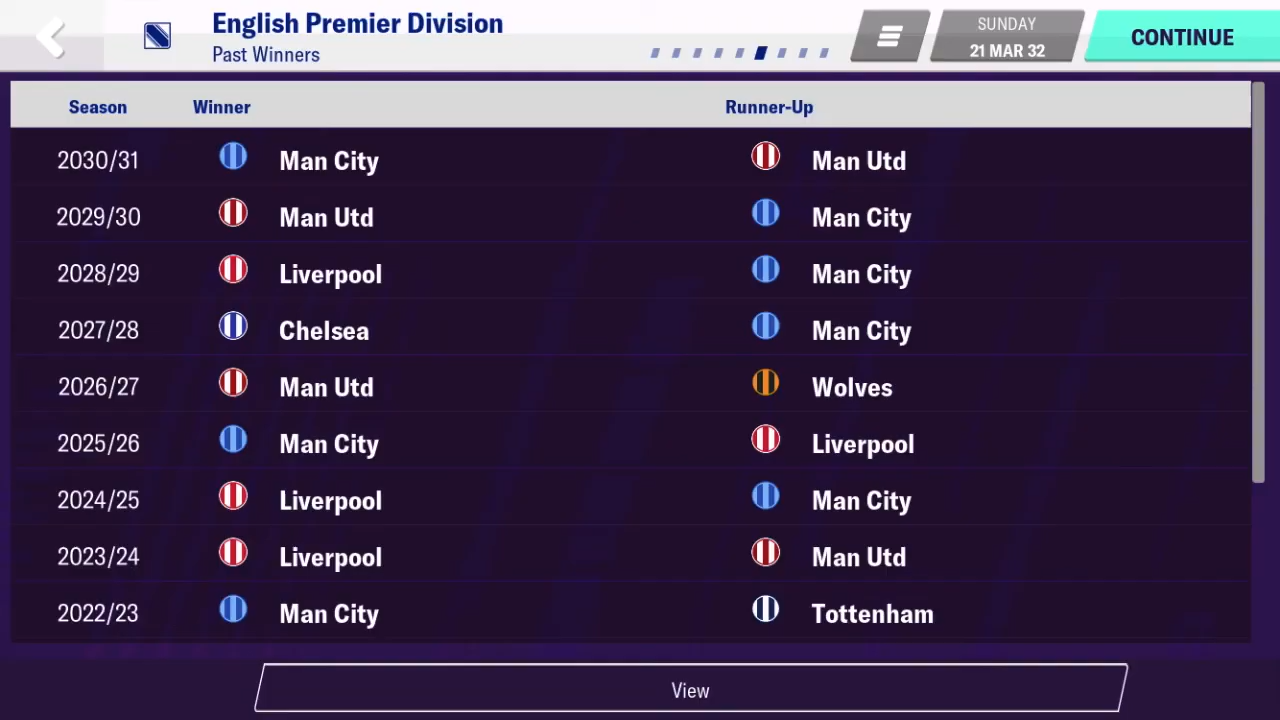 English Premier Division
Past Winners
SUNDAY
21 MAR 32
CONTINUE
Season Winner Runner-Up
2030/31 Man City Man Utd
2029/30 Man Utd Man City
2028/29 Liverpool Man City
2027/28 Chelsea Man City
2026/27 Man Utd Wolves
2025/26 Man City Liverpool
2024/25 Liverpool Man City
2023/24 Liverpool Man Utd
2022/23 Man City Tottenham
View